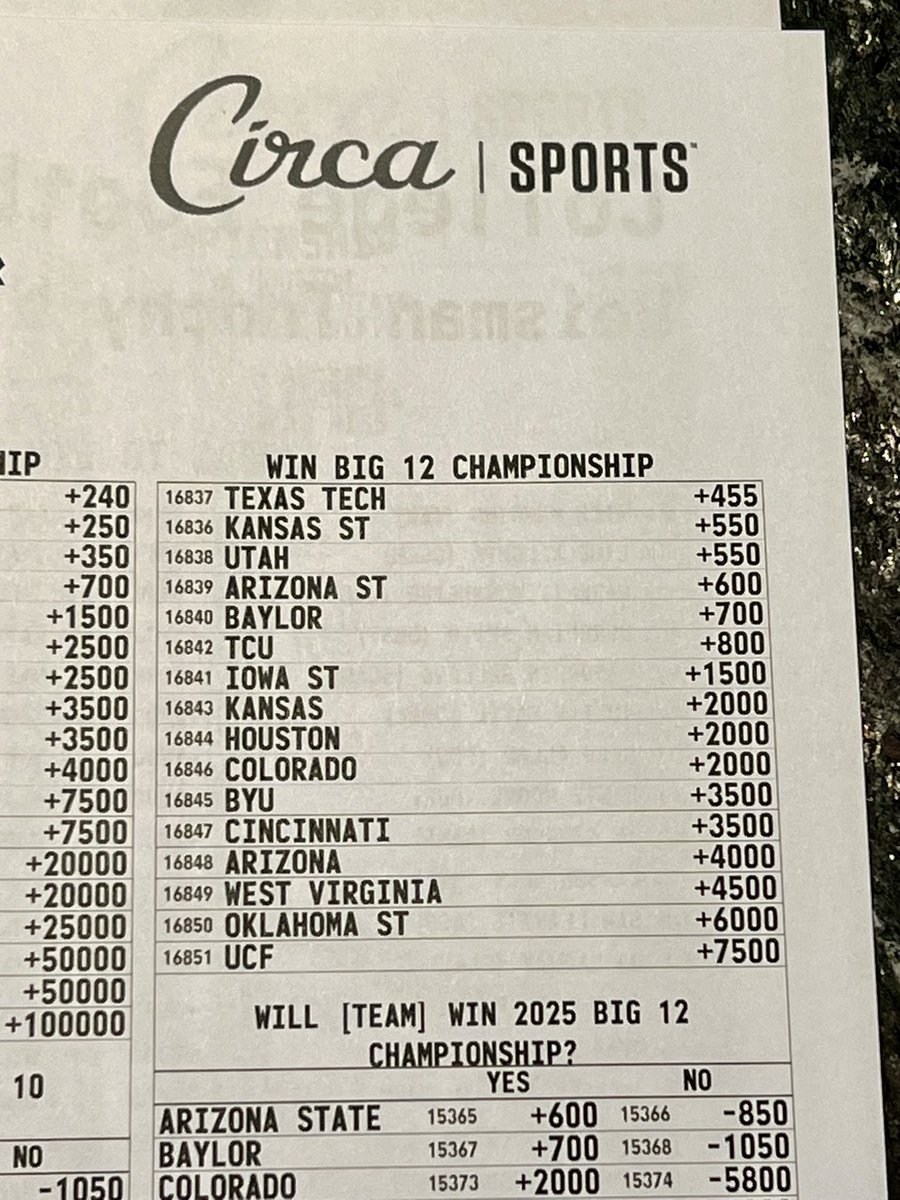 Circa | SPORTS™
HIP
+240
+250
+350
+700
+1500
+2500
+2500
+3500
+3500
+4000
+7500
+7500
+20000
+20000
+25000
+50000
+50000
+100000
10
NO
-1050
WIN BIG 12 CHAMPIONSHIP
16837 TEXAS TECH +455
16836 KANSAS ST +550
16838 UTAH +550
16839 ARIZONA ST +600
16840 BAYLOR +700
16842 TCU +800
16841 IOWA ST +1500
16843 KANSAS +2000
16844 HOUSTON +2000
16846 COLORADO +2000
16845 BYU +3500
16847 CINCINNATI +3500
16848 ARIZONA +4000
16849 WEST VIRGINIA +4500
16850 OKLAHOMA ST +6000
16851 UCF +7500
WILL [TEAM] WIN 2025 BIG 12
CHAMPIONSHIP?
YES NO
ARIZONA STATE 15365 +600 15366 -850
BAYLOR 15367 +700 15368 -1050
COLORADO 15373 +2000 15374 -5800